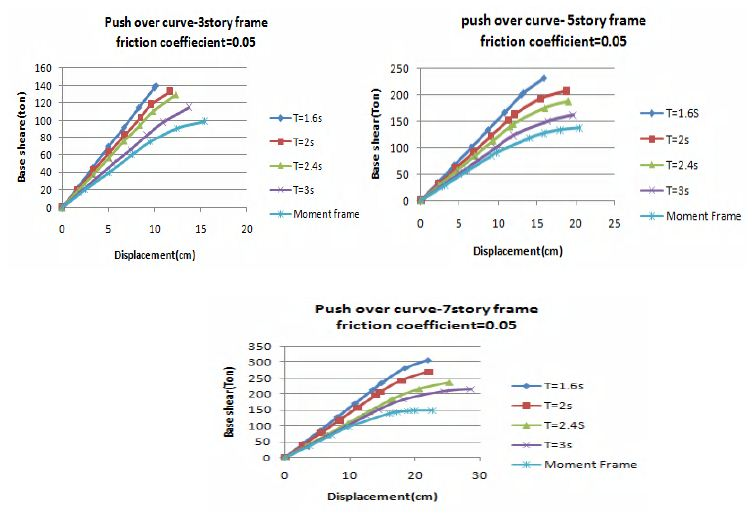 Push over curve-3story frame
friction coeffiecient=0.05
Base sheare(ton)
160
140
120
100
80
60
40
20
0
0 5 10 15 20
Displacement(cm)
T=1.6s
T=2s
T=2.4s
T=3s
Moment frame
push over curve- 5story frame
friction coefficient=0.05
Base shear(Ton)
250
200
150
100
50
0
0 5 10 15 20 25
Displacement(cm)
T=1.6S
T=2s
T=2.4s
T=3s
Moment Frame
Push over curve-7story frame
friction coefficient=0.05
Base shear(Ton)
350
300
250
200
150
100
50
0
0 10 20 30
Displacement(cm)
T=1.6s
T=2s
T=2.4S
T=3s
Moment Frame